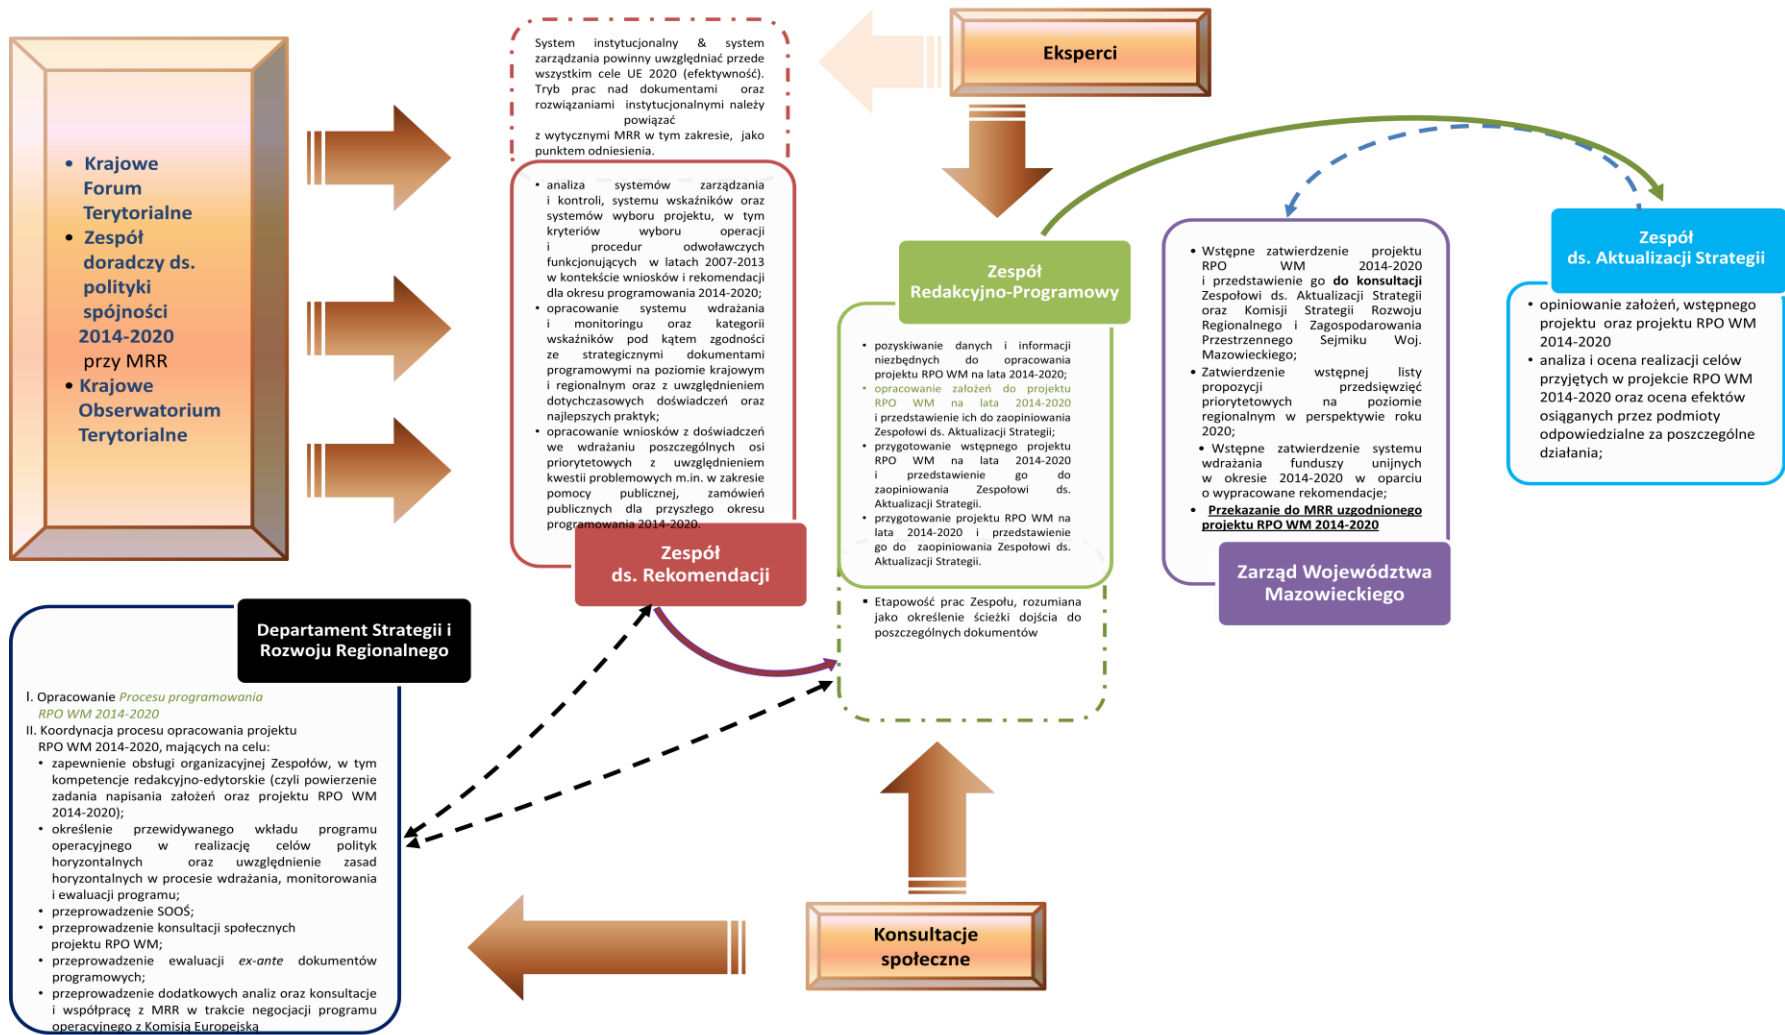 • Krajowe
Forum
Terytorialne
• Zespół
doradczy ds.
polityki
spójności
2014-2020
przy MRR
• Krajowe
Obserwatorium
Terytorialne
System instytucjonalny & system
zarządzania powinny uwzględniać przede
wszystkim cele UE 2020 (efektywność).
Tryb prac nad dokumentami oraz
rozwiązaniami instytucjonalnymi należy
powiązać
z wytycznymi MRR w tym zakresie, jako
punktem odniesienia.
• analiza systemów zarządzania
i kontroli, systemu wskaźników oraz
systemów wyboru projektu, w tym
kryteriów wyboru operacji
i procedur odwoławczych
funkcjonujących w latach 2007-2013
w kontekście wniosków i rekomendacji
dla okresu programowania 2014-2020;
• opracowanie systemu wdrażania
i monitoringu oraz kategorii
wskaźników pod kątem zgodności
ze strategicznymi dokumentami
programowymi na poziomie krajowym
i regionalnym oraz z uwzględnieniem
dotychczasowych doświadczeń oraz
najlepszych praktyk;
• opracowanie wniosków z doświadczeń
we wdrażaniu poszczególnych osi
priorytetowych z uwzględnieniem
kwestii problemowych m.in. w zakresie
pomocy publicznej, zamówień
publicznych dla przyszłego okresu
programowania 2014-2020.
Zespół
ds. Rekomendacji
Eksperci
Zespół
Redakcyjno-Programowy
• pozyskiwanie danych i informacji
niezbędnych do opracowania
projektu RPO WM na lata 2014-2020;
• opracowanie założeń do projektu
RPO WM na lata 2014-2020
i przedstawienie ich do zaopiniowania
Zespołowi ds. Aktualizacji Strategii;
• przygotowanie wstępnego projektu
RPO WM na lata 2014-2020
i przedstawienie go do
zaopiniowania Zespołowi ds.
Aktualizacji Strategii.
• przygotowanie projektu RPO WM na
lata 2014-2020 i przedstawienie
go do zaopiniowania Zespołowi ds.
Aktualizacji Strategii.
▪ Etapowość prac Zespołu, rozumiana
jako określenie ścieżki dojścia do
poszczególnych dokumentów
• Wstępne zatwierdzenie projektu
RPO WM 2014-2020
i przedstawienie go do konsultacji
Zespołowi ds. Aktualizacji Strategii
oraz Komisji Strategii Rozwoju
Regionalnego i Zagospodarowania
Przestrzennego Sejmiku Woj.
Mazowieckiego;
• Zatwierdzenie wstępnej listy
propozycji przedsięwzięć
priorytetowych na poziomie
regionalnym w perspektywie roku
2020;
• Wstępne zatwierdzenie systemu
wdrażania funduszy unijnych
w okresie 2014-2020 w oparciu
o wypracowane rekomendacje;
• Przekazanie do MRR uzgodnionego
projektu RPO WM 2014-2020
Zarząd Województwa
Mazowieckiego
Zespół
ds. Aktualizacji Strategii
• opiniowanie założeń, wstępnego
projektu oraz projektu RPO WM
2014-2020
• analiza i ocena realizacji celów
przyjętych w projekcie RPO WM
2014-2020 oraz ocena efektów
osiąganych przez podmioty
odpowiedzialne za poszczególne
działania;
Departament Strategii i
Rozwoju Regionalnego
I. Opracowanie Procesu programowania
RPO WM 2014-2020
II. Koordynacja procesu opracowania projektu
RPO WM 2014-2020, mających na celu:
• zapewnienie obsługi organizacyjnej Zespołów, w tym
kompetencje redakcyjno-edytorskie (czyli powierzenie
zadania napisania założeń oraz projektu RPO WM
2014-2020);
• określenie przewidywanego wkładu programu
operacyjnego w realizację celów polityk
horyzontalnych oraz uwzględnienie zasad
horyzontalnych w procesie wdrażania, monitorowania
i ewaluacji programu;
• przeprowadzenie SOOŚ;
• przeprowadzenie konsultacji społecznych
projektu RPO WM;
• przeprowadzenie ewaluacji ex-ante dokumentów
programowych;
• przeprowadzenie dodatkowych analiz oraz konsultacje
i współpracę z MRR w trakcie negocjacji programu
operacyjnego z Komisją Europejską
Konsultacje
społeczne